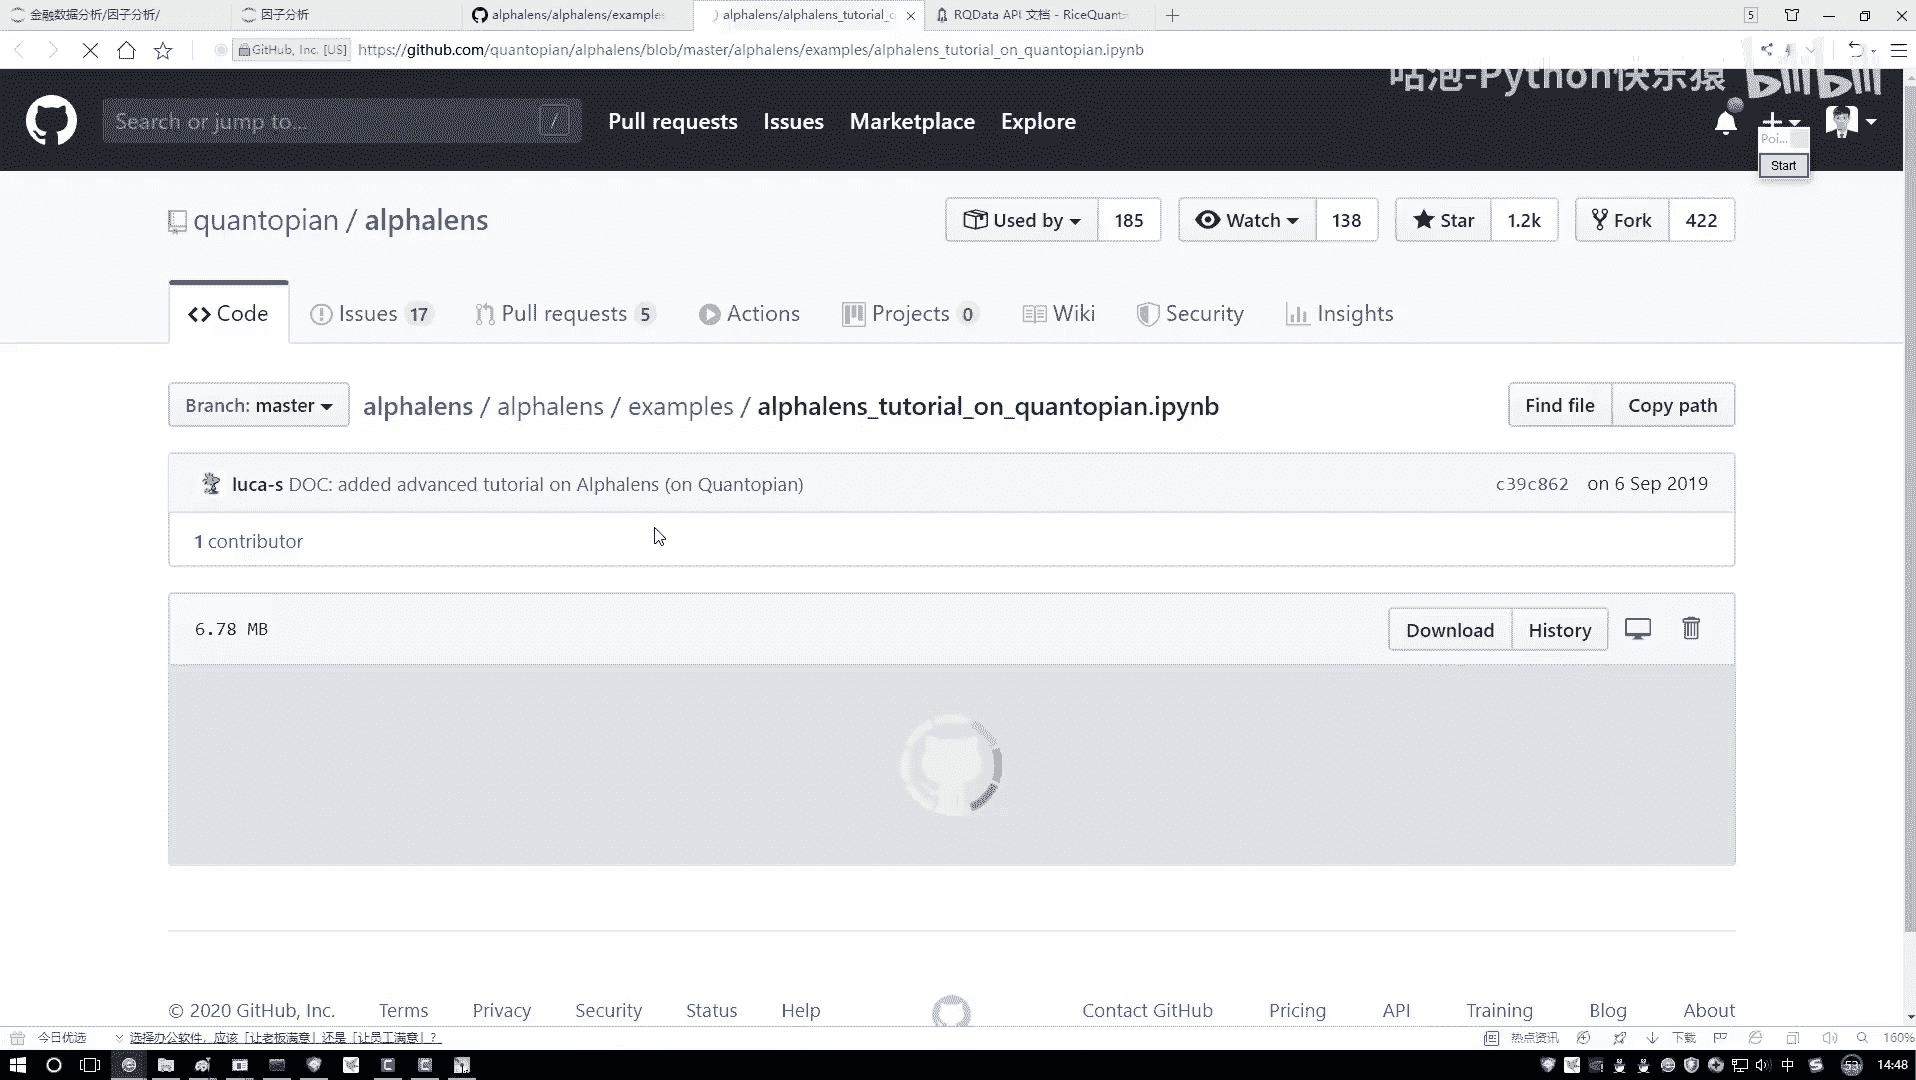 金融数据分析/因子分析/
因子分析
alphalens/alphalens/examples
alphalens/alphalens_tutorial_o
RQData API 文档 - RiceQuant
5
GitHub, Inc. [US]
https://github.com/quantopian/alphalens/blob/master/alphalens/examples/alphalens_tutorial_on_quantopian.ipynb
咕泡-Python快乐猿 bilibili
Search or jump to...
/
Pull requests
Issues
Marketplace
Explore
Poi...
Start
quantopian / alphalens
Used by 185
Watch 138
Star 1.2k
Fork 422
Code
Issues 17
Pull requests 5
Actions
Projects 0
Wiki
Security
Insights
Branch: master
alphalens / alphalens / examples / alphalens_tutorial_on_quantopian.ipynb
Find file
Copy path
luca-s DOC: added advanced tutorial on Alphalens (on Quantopian)
c39c862 on 6 Sep 2019
1 contributor
6.78 MB
Download
History
© 2020 GitHub, Inc.
Terms
Privacy
Security
Status
Help
Contact GitHub
Pricing
API
Training
Blog
About
今日优选
选择办公软件，应该「让老板满意」还是「让员工满意」？
热点资讯
下载
160%
中
53
14:48